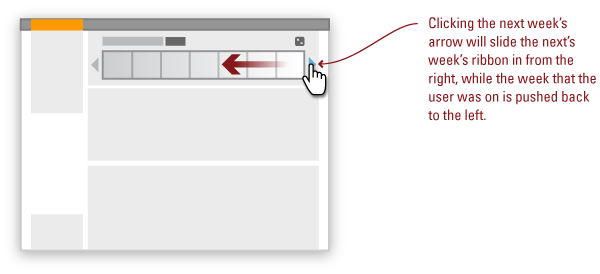 Clicking the next week's
arrow will slide the next's
week's ribbon in from the
right, while the week that the
user was on is pushed back
to the left.